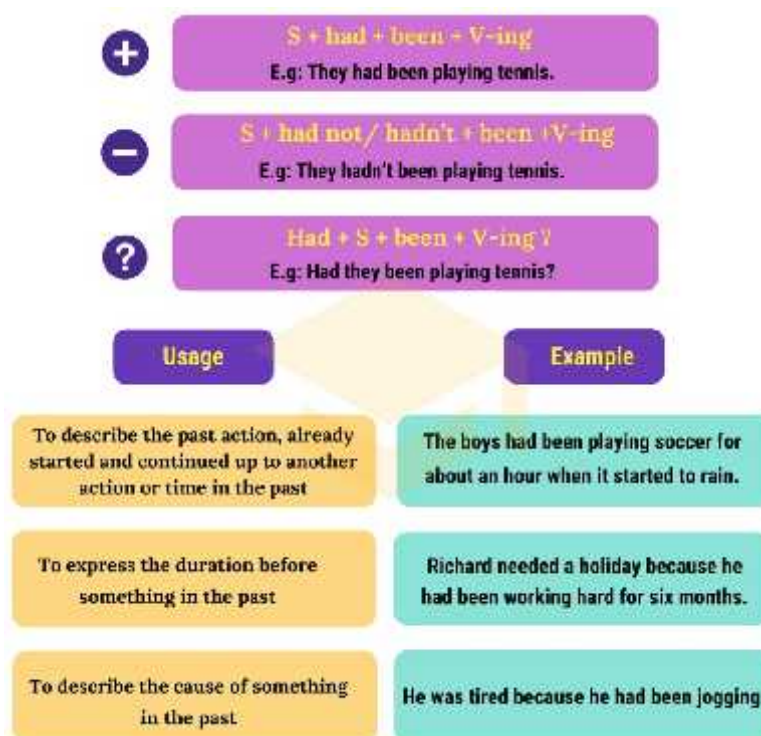 S + had + been + V-ing
E.g: They had been playing tennis.
S + had not/ hadn't + been +V-ing
E.g: They hadn't been playing tennis.
Had + S + been + V-ing ?
E.g: Had they been playing tennis?
Usage
Example
To describe the past action, already
started and continued up to another
action or time in the past
The boys had been playing soccer for
about an hour when it started to rain.
To express the duration before
something in the past
Richard needed a holiday because he
had been working hard for six months.
To describe the cause of something
in the past
He was tired because he had been jogging